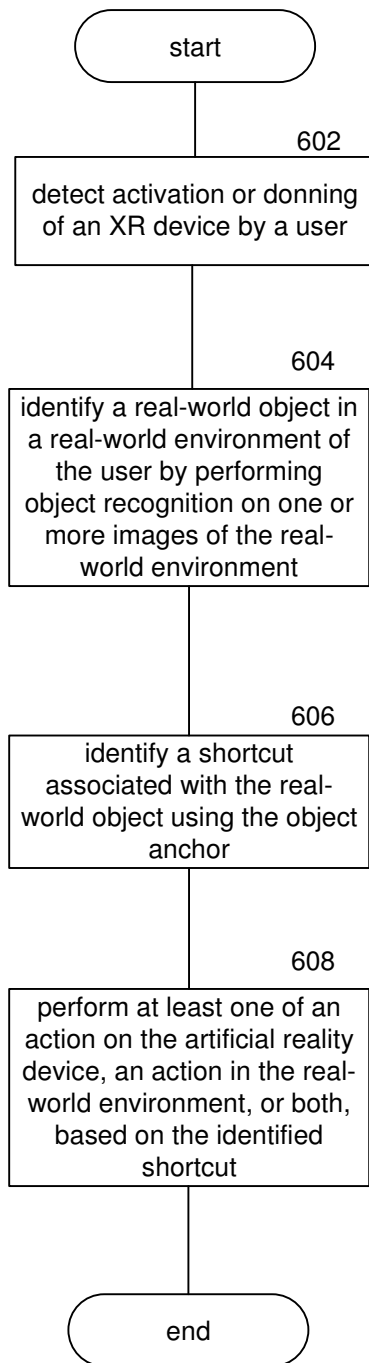 start
602
detect activation or donning
of an XR device by a user
604
identify a real-world object in
a real-world environment of
the user by performing
object recognition on one or
more images of the real-
world environment
606
identify a shortcut
associated with the real-
world object using the object
anchor
608
perform at least one of an
action on the artificial reality
device, an action in the real-
world environment, or both,
based on the identified
shortcut
end